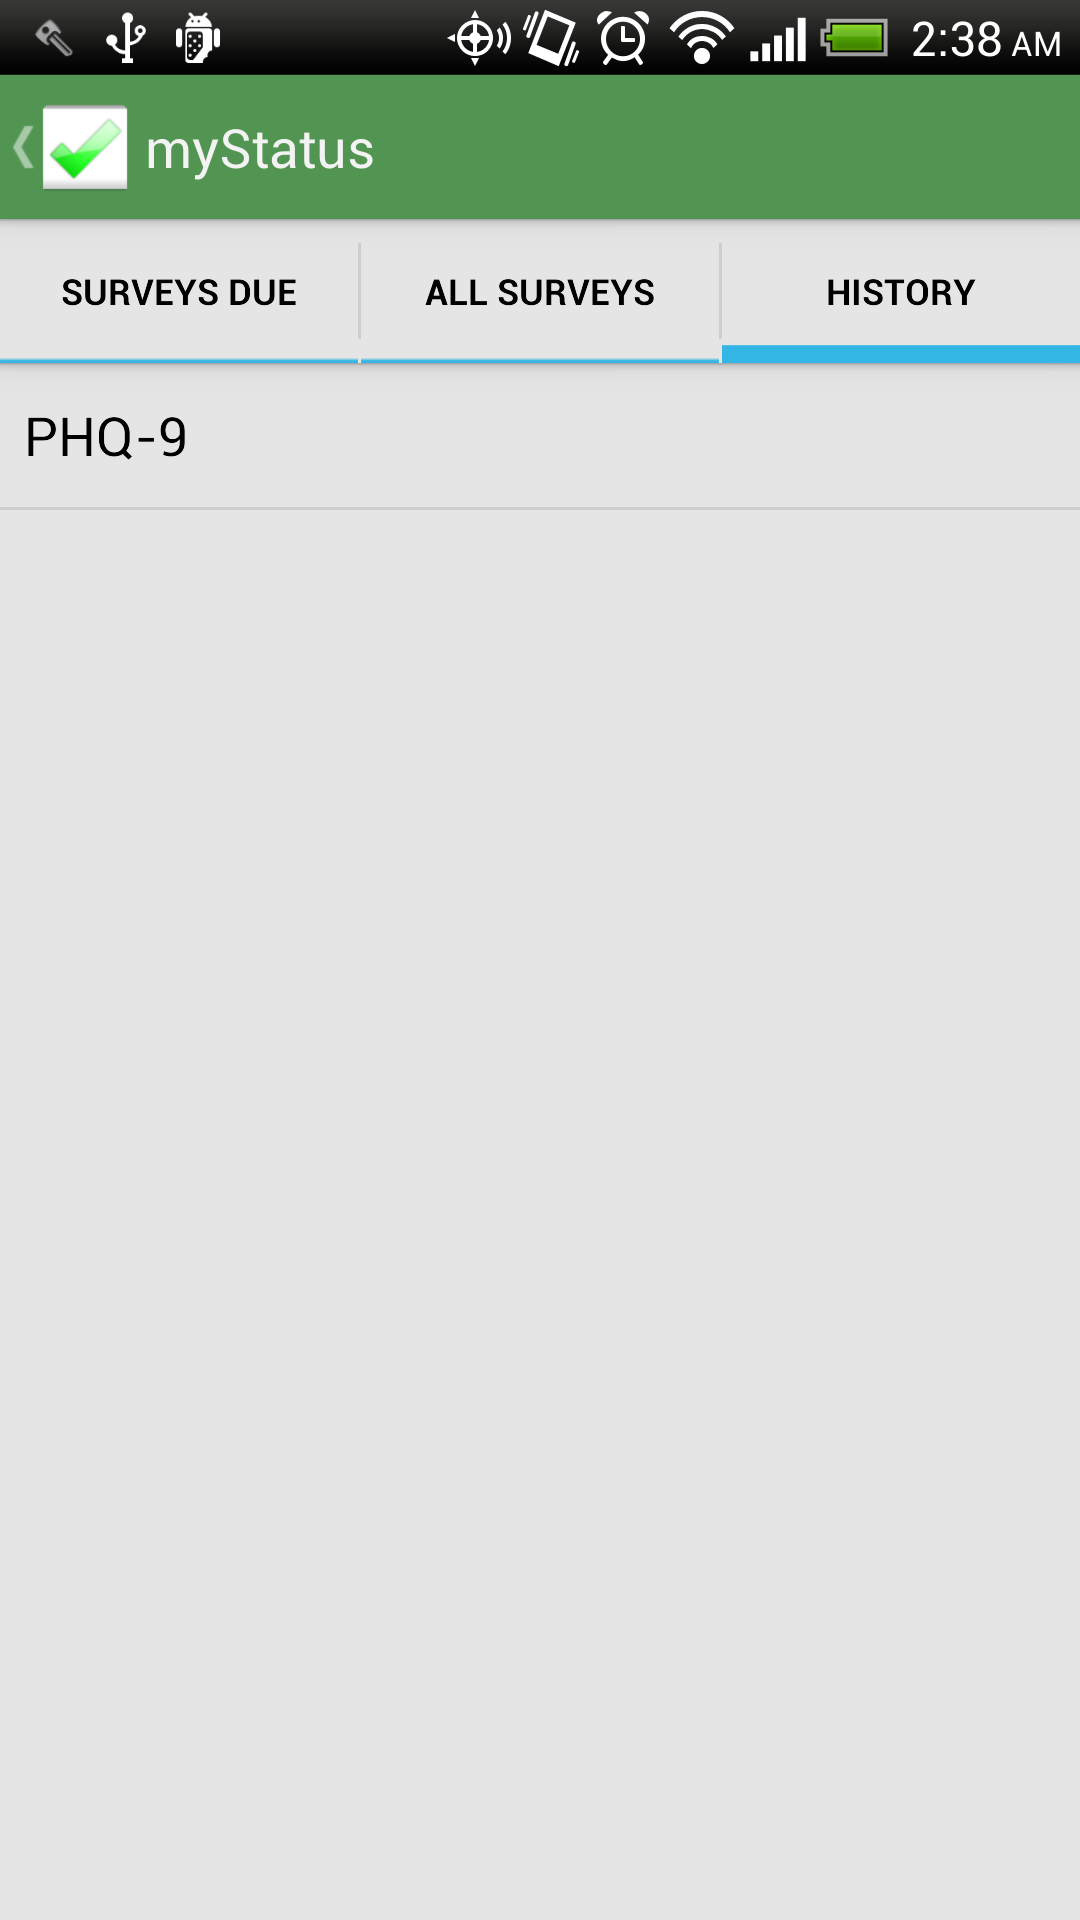 2:38 AM
myStatus
SURVEYS DUE
ALL SURVEYS
HISTORY
PHQ-9